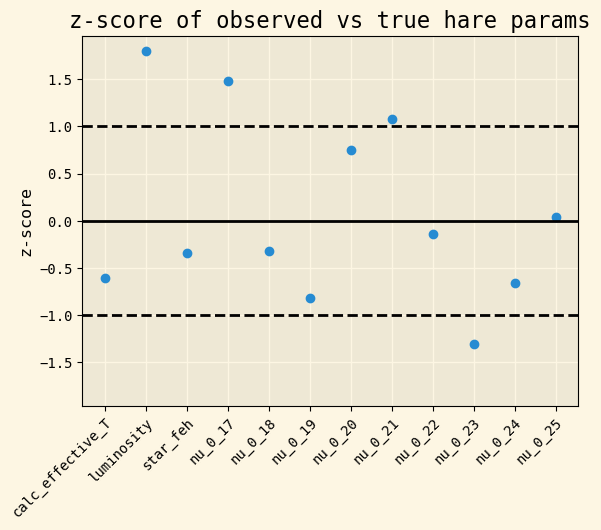 z-score of observed vs true hare params
z-score
1.5
1.0
0.5
0.0
−0.5
−1.0
−1.5
calc_effective_T
luminosity
star_feh
nu_0_17
nu_0_18
nu_0_19
nu_0_20
nu_0_21
nu_0_22
nu_0_23
nu_0_24
nu_0_25